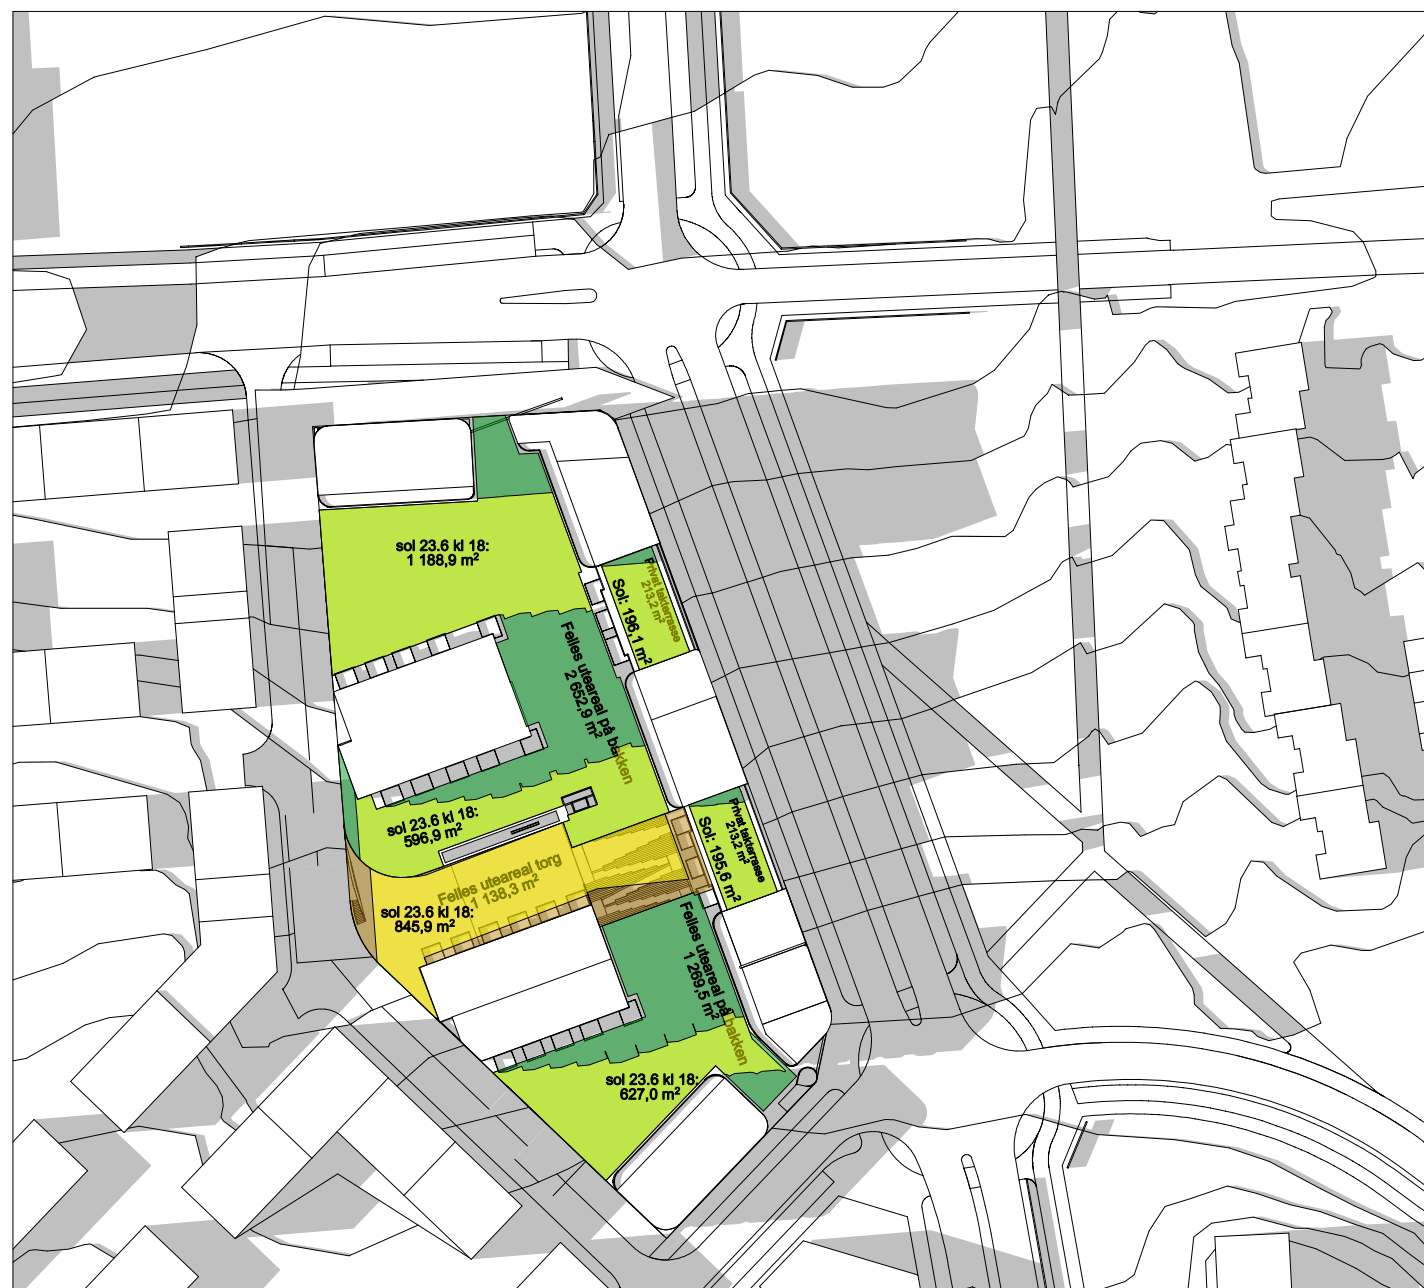 sol 23.6 kl 18:
1 188,9 m²
Privat takterrasse
213,2 m²
Sol: 196,1 m²
Felles uteareal på bakken
2 652,9 m²
sol 23.6 kl 18:
596,9 m²
Privat takterrasse
213,2 m²
Sol: 195,6 m²
Felles uteareal torg
1 138,3 m²
sol 23.6 kl 18:
845,9 m²
Felles uteareal på bakken
1 269,5 m²
sol 23.6 kl 18:
627,0 m²